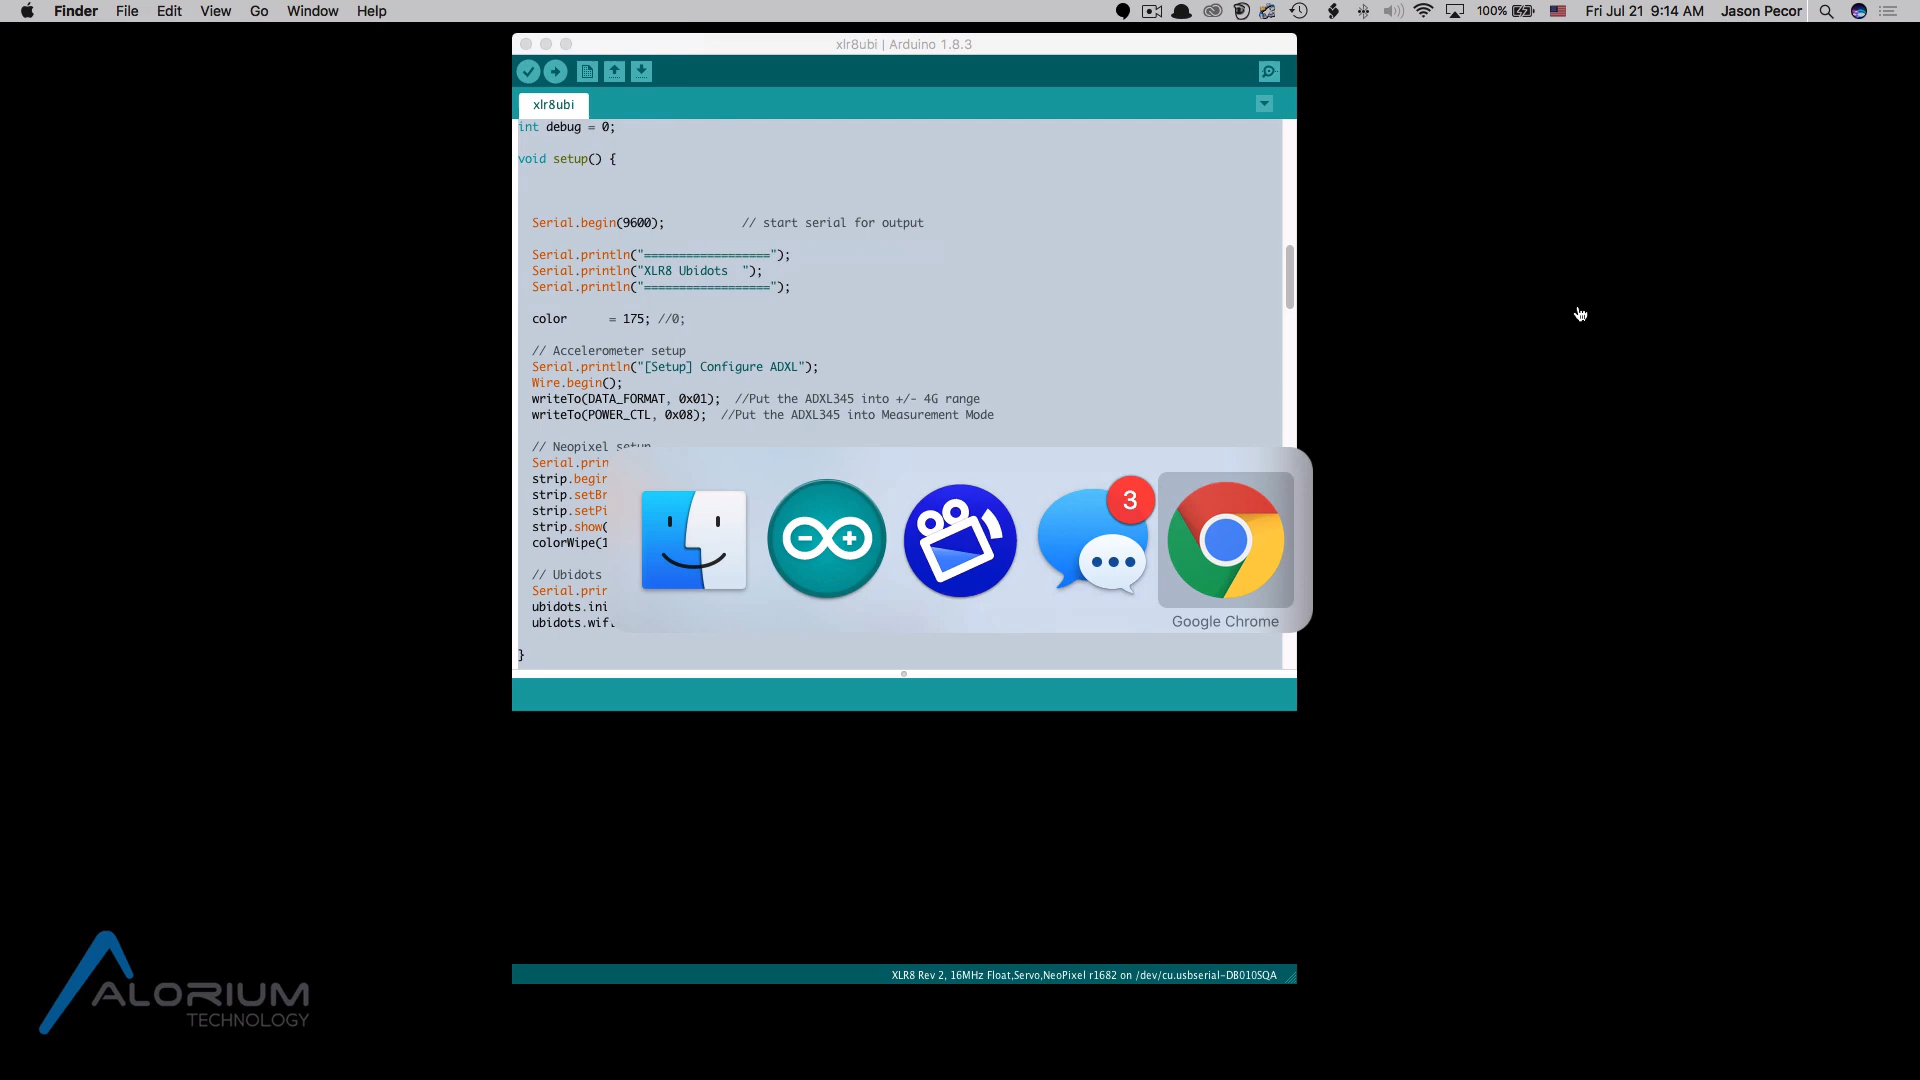 Finder File Edit View Go Window Help 100% Fri Jul 21 9:14 AM Jason Pecor
xlr8ubi | Arduino 1.8.3
xlr8ubi
int debug = 0;
void setup() {
Serial.begin(9600); // start serial for output
Serial.println("==================");
Serial.println("XLR8 Ubidots  ");
Serial.println("==================");
color = 175; //0;
// Accelerometer setup
Serial.println("[Setup] Configure ADXL");
Wire.begin();
writeTo(DATA_FORMAT, 0x01); //Put the ADXL345 into +/- 4G range
writeTo(POWER_CTL, 0x08); //Put the ADXL345 into Measurement Mode
// Neopixel setup
Serial.prin
strip.begin
strip.setBr
strip.setPi
strip.show(
colorWipe(1
// Ubidots
Serial.prin
ubidots.ini
ubidots.wifi
}
3
Google Chrome
XLR8 Rev 2, 16MHz Float,Servo,NeoPixel r1682 on /dev/cu.usbserial-DB010SQA
ALORIUM
TECHNOLOGY